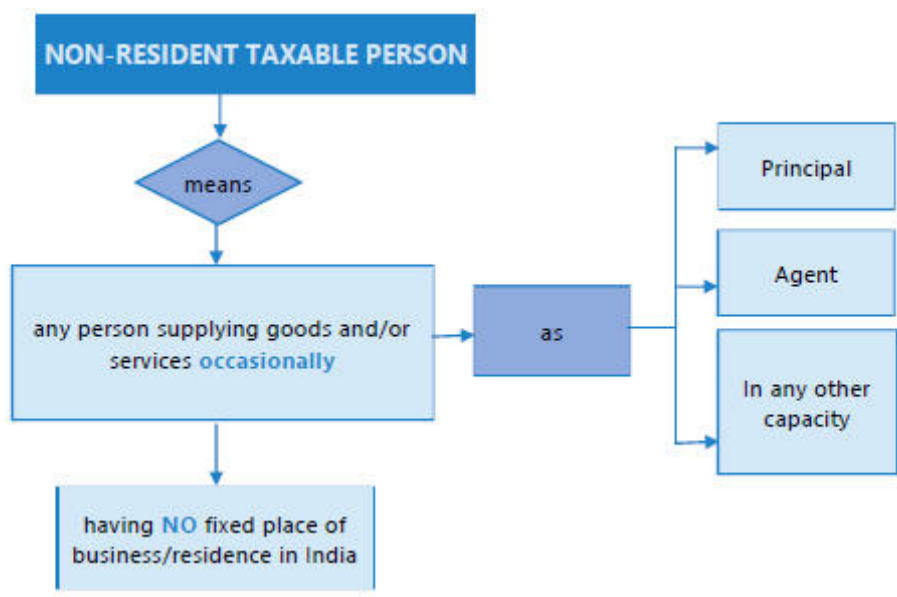 NON-RESIDENT TAXABLE PERSON
means
any person supplying goods and/or
services occasionally
as
Principal
Agent
In any other
capacity
having NO fixed place of
business/residence in India